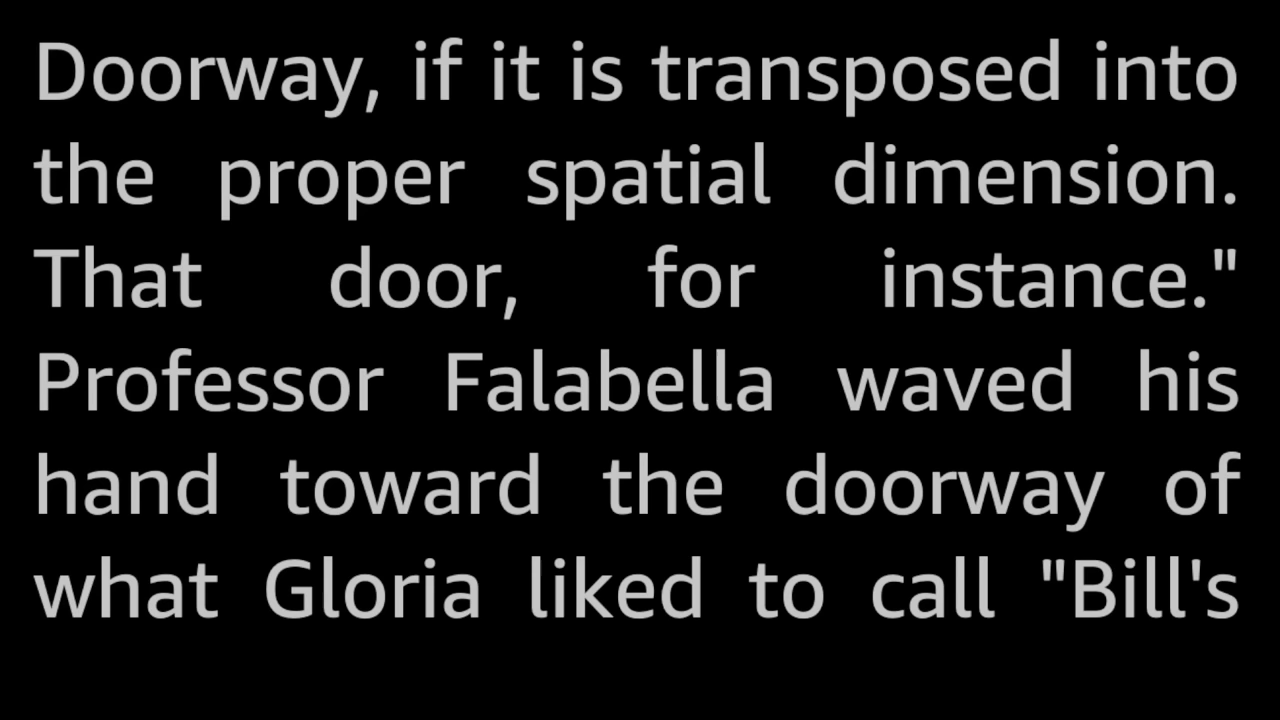 Doorway, if it is transposed into
the proper spatial dimension.
That door, for instance."
Professor Falabella waved his
hand toward the doorway of
what Gloria liked to call "Bill's